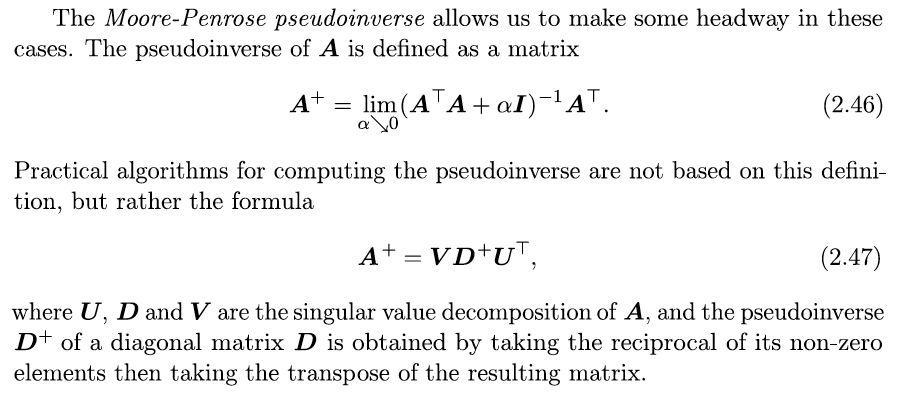 The Moore-Penrose pseudoinverse allows us to make some headway in these
cases. The pseudoinverse of A is defined as a matrix
A⁺ = lim_{α↘0} (A^⊤A + αI)⁻¹A^⊤. (2.46)
Practical algorithms for computing the pseudoinverse are not based on this defini-
tion, but rather the formula
A⁺ = VD⁺U^⊤, (2.47)
where U, D and V are the singular value decomposition of A, and the pseudoinverse
D⁺ of a diagonal matrix D is obtained by taking the reciprocal of its non-zero
elements then taking the transpose of the resulting matrix.